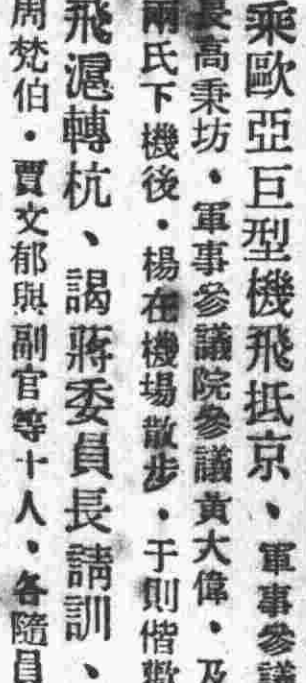 乘歐亞巨型機飛抵京、軍事參議
長高秉坊・軍事參議院參議黃大偉・及
兩氏下機後・楊在機場散步・于則偕歡
飛滬轉杭、謁蔣委員長請訓、
周梵伯・賈文郁與副官等十人、各隨員